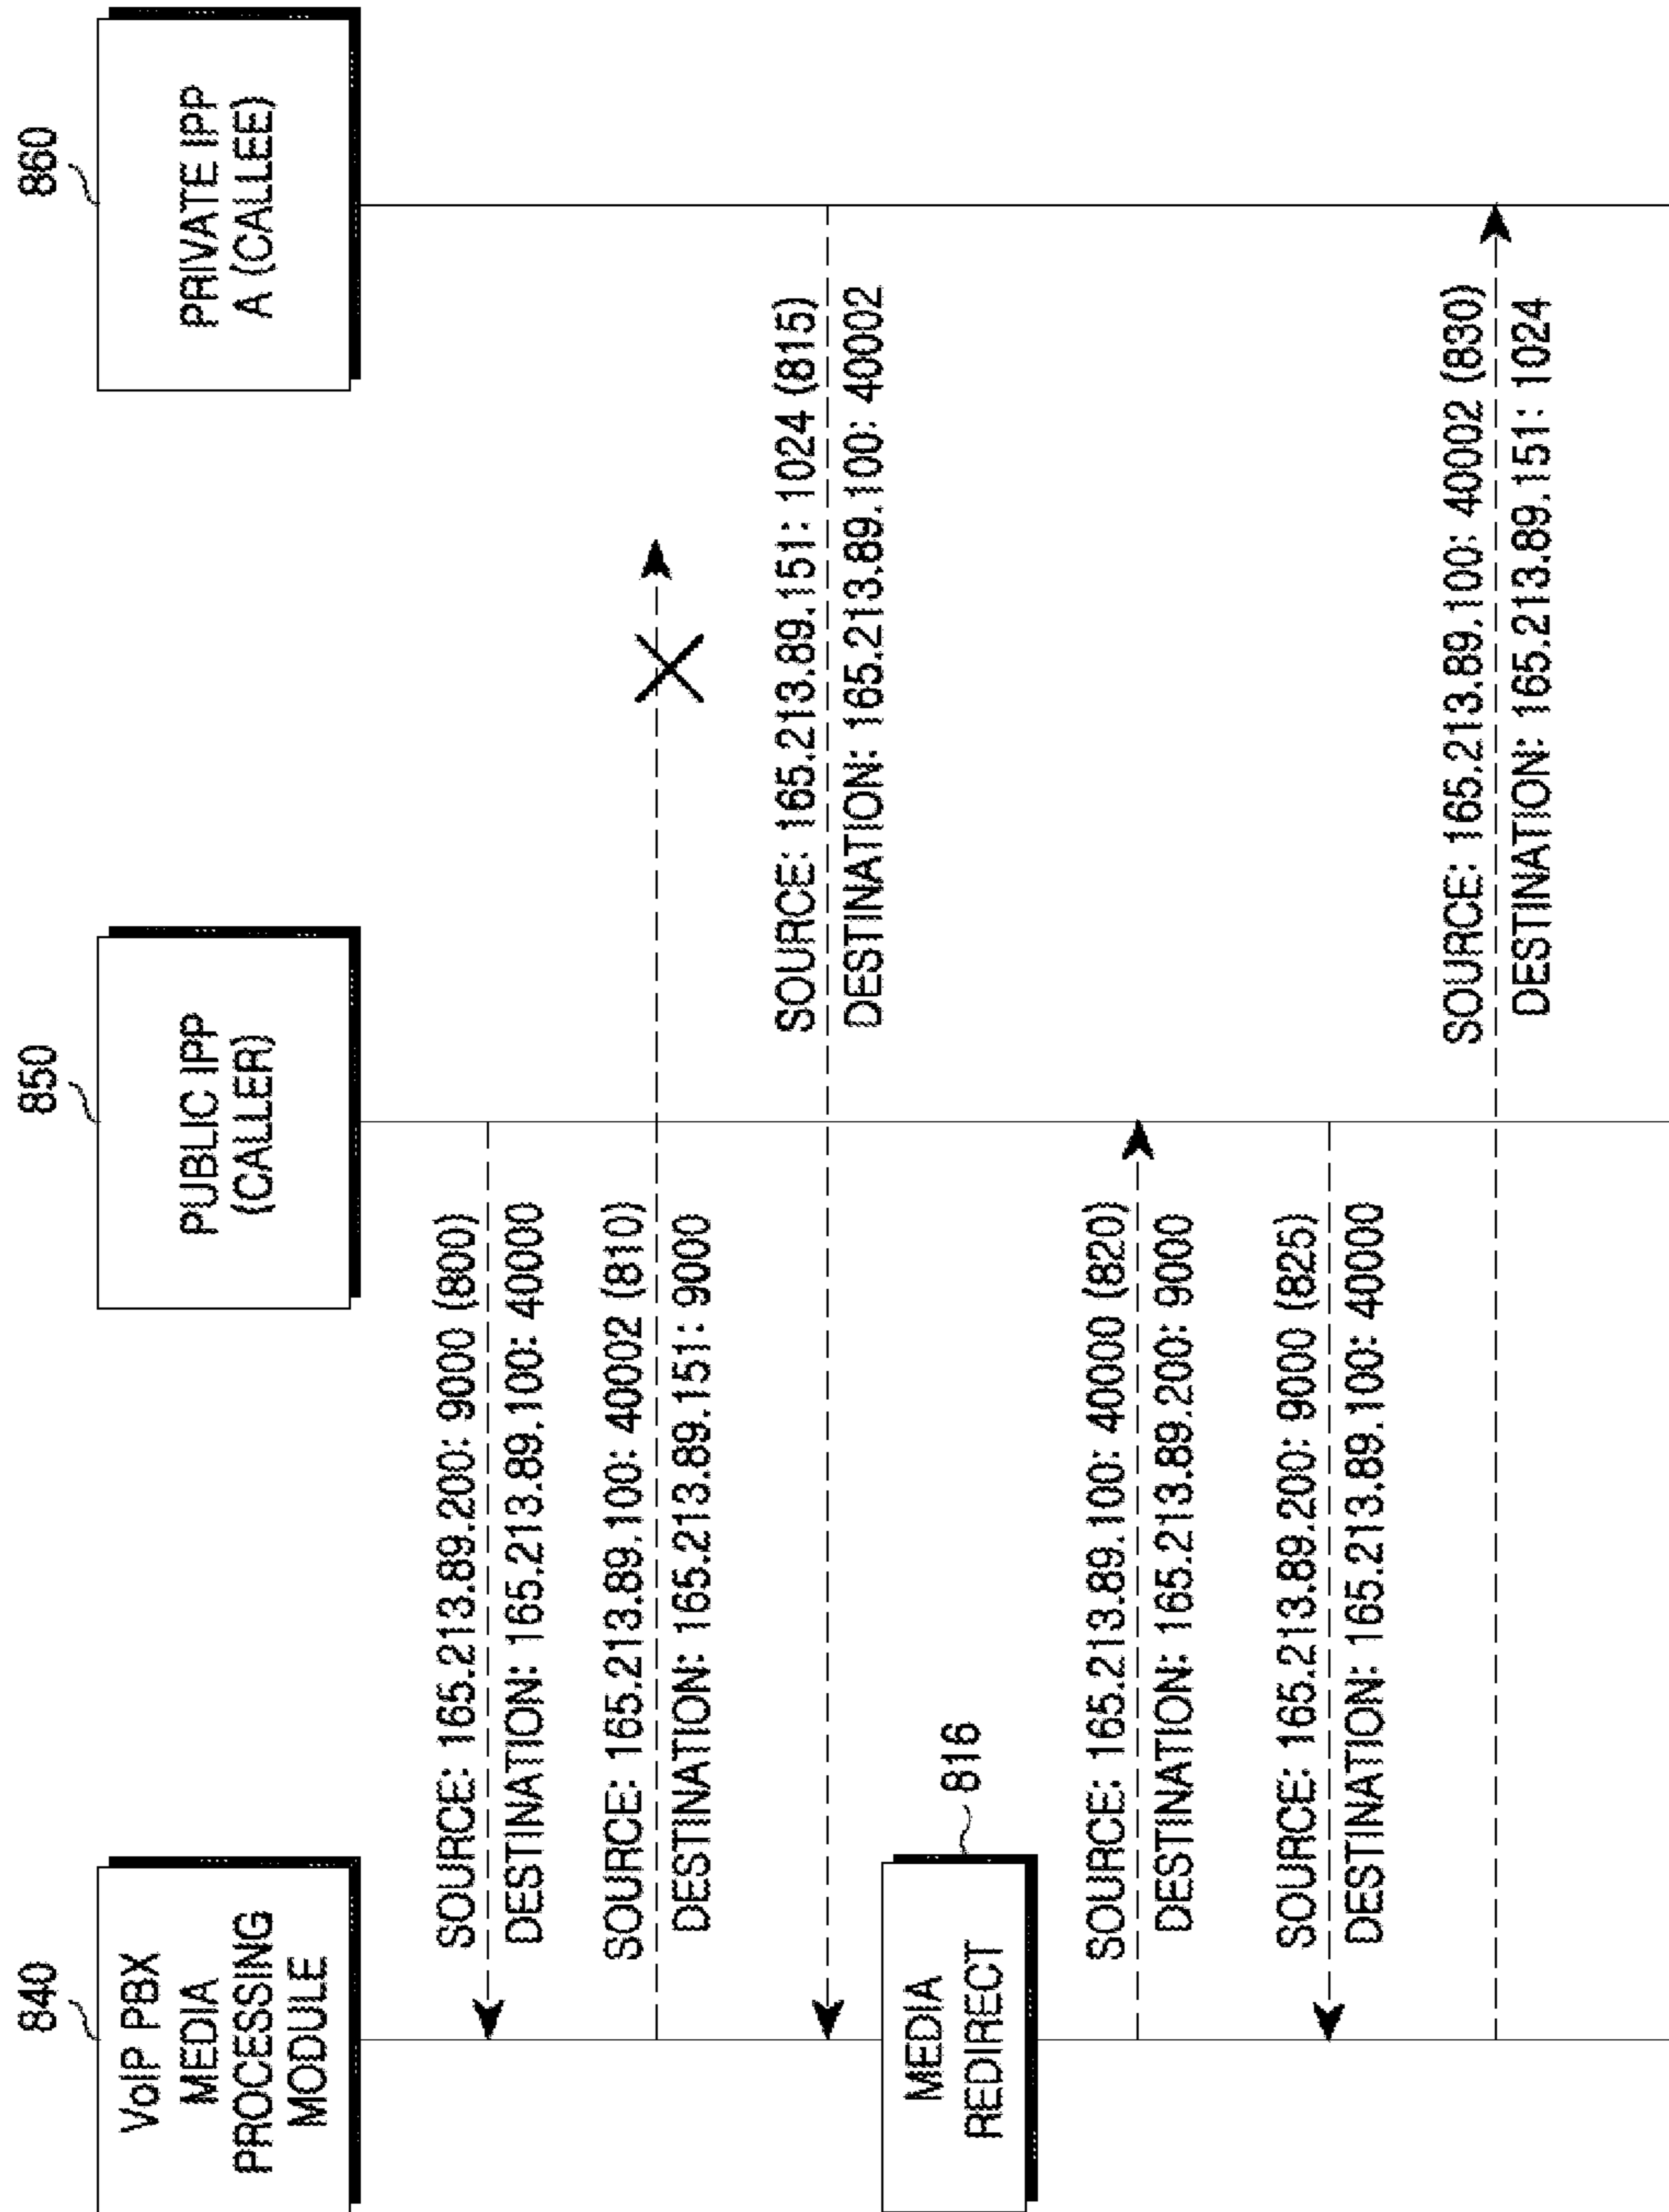 840
VoIP PBX
MEDIA
PROCESSING
MODULE
850
PUBLIC IPP
(CALLER)
860
PRIVATE IPP
A (CALLEE)
SOURCE: 165.213.89.200: 9000 (800)
DESTINATION: 165.213.89.100: 40000
SOURCE: 165.213.89.100: 40002 (810)
DESTINATION: 165.213.89.151: 9000
SOURCE: 165.213.89.151: 1024 (815)
DESTINATION: 165.213.89.100: 40002
MEDIA
REDIRECT
816
SOURCE: 165.213.89.100: 40000 (820)
DESTINATION: 165.213.89.200: 9000
SOURCE: 165.213.89.200: 9000 (825)
DESTINATION: 165.213.89.100: 40000
SOURCE: 165.213.89.100: 40002 (830)
DESTINATION: 165.213.89.151: 1024